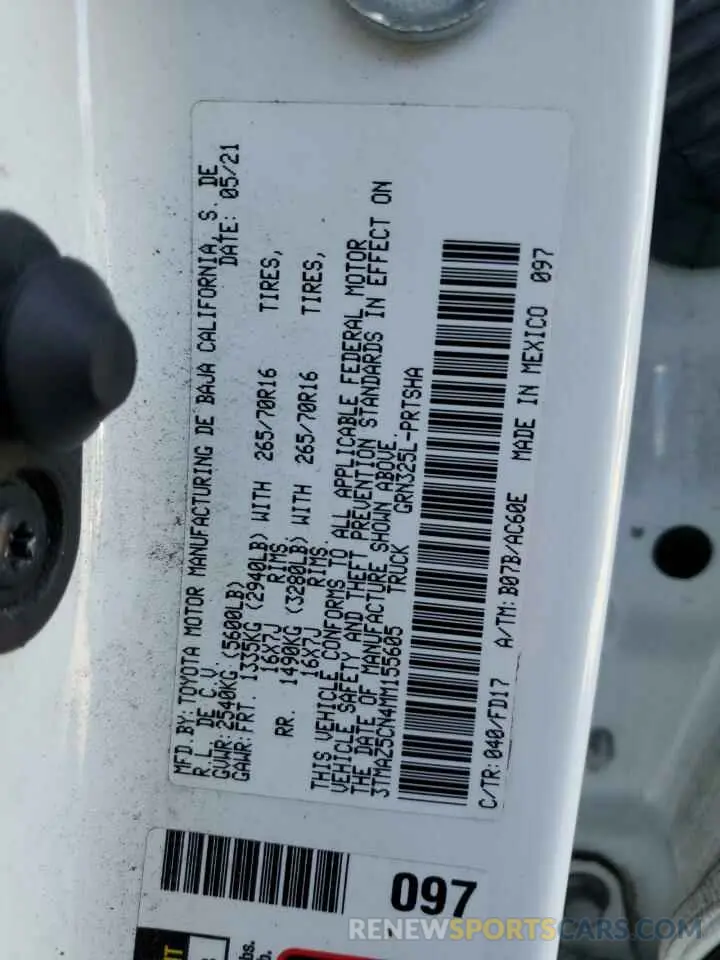 MFD.BY:TOYOTA MOTOR MANUFACTURING DE BAJA CALIFORNIA,S. DE
R.L. DE C.V. DATE: 05/21
GVWR: 2540KG (5600LB)
GAWR: FRT. 1335KG (2940LB) WITH 265/70R16 TIRES,
16X7J RIMS
RR. 1490KG (3280LB) WITH 265/70R16 TIRES,
16X7J RIMS
THIS VEHICLE CONFORMS TO ALL APPLICABLE FEDERAL MOTOR
VEHICLE SAFETY AND THEFT PREVENTION STANDARDS IN EFFECT ON
THE DATE OF MANUFACTURE SHOWN ABOVE.
3TMAZ5CN4MM155605 TRUCK GRN325L-PRTSHA
C/TR: 040/FD17 A/TM: B07B/AC60E MADE IN MEXICO 097
097
lbs.
RENEWSPORTSCARS.COM